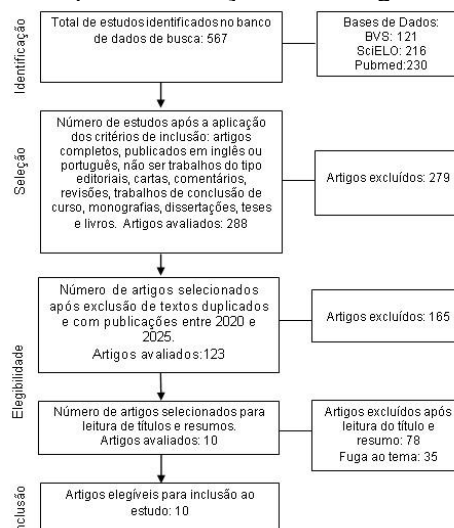 Identificação
Total de estudos identificados no banco
de dados de busca: 567
Bases de Dados:
BVS: 121
SciELO: 216
Pubmed:230
Seleção
Número de estudos após a aplicação
dos critérios de inclusão: artigos
completos, publicados em inglês ou
português, não ser trabalhos do tipo
editoriais, cartas, comentários,
revisões, trabalhos de conclusão de
curso, monografias, dissertações, teses
e livros. Artigos avaliados: 288
Artigos excluídos: 279
Elegibilidade
Número de artigos selecionados
após exclusão de textos duplicados
e com publicações entre 2020 e
2025.
Artigos avaliados:123
Artigos excluídos: 165
Número de artigos selecionados para
leitura de títulos e resumos.
Artigos avaliados: 10
Artigos excluídos após
leitura do título e
resumo: 78
Fuga ao tema: 35
Artigos elegíveis para inclusão ao
estudo: 10